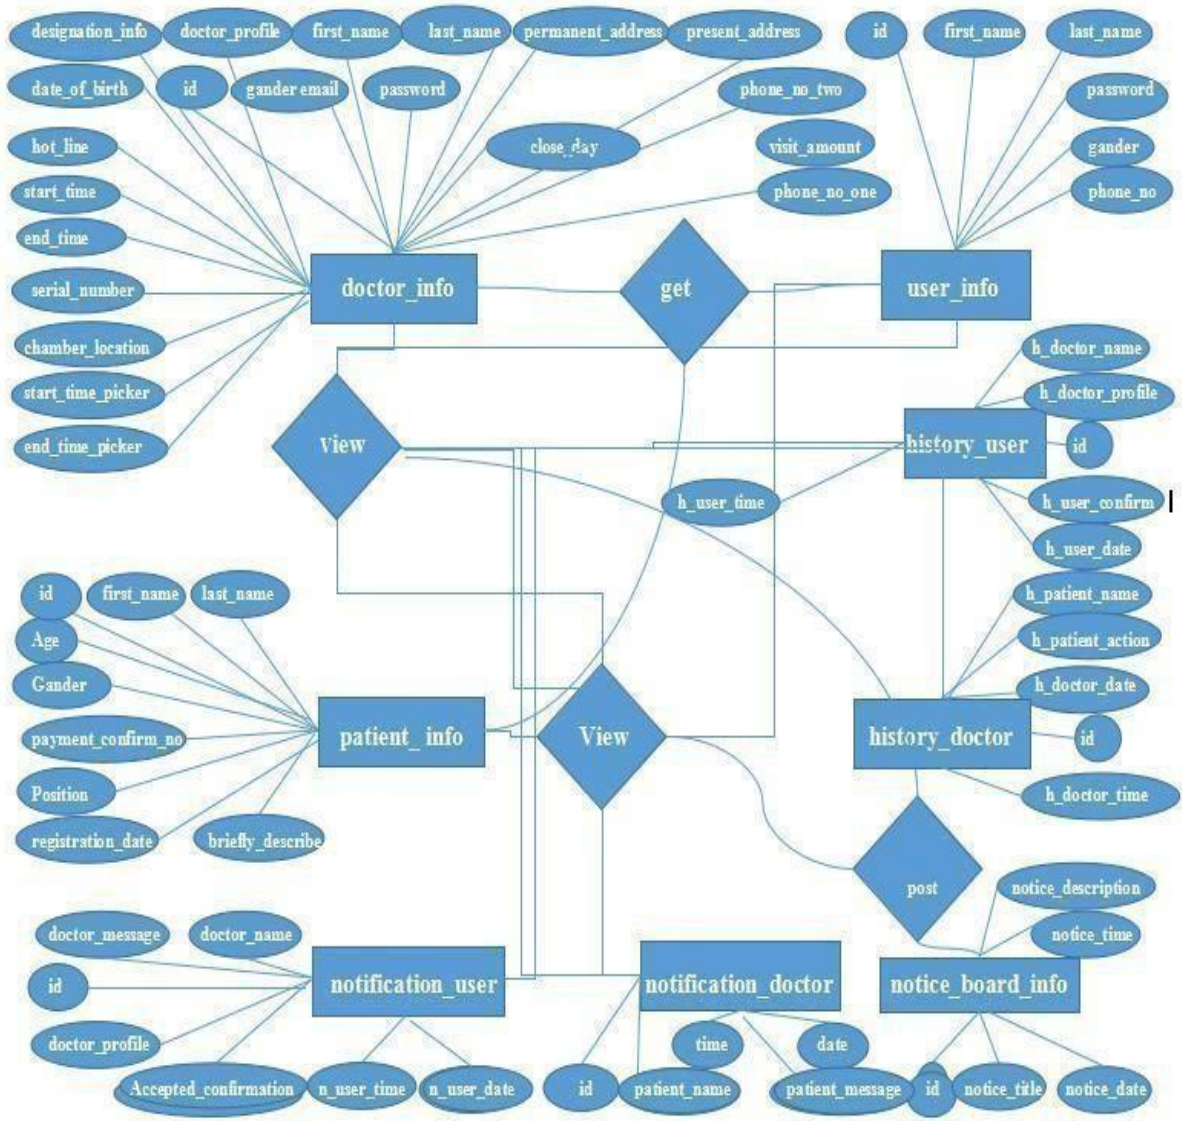 designation_info
doctor_profile
first_name
last_name
permanent_address
present_address
id
first_name
last_name
date_of_birth
id
gander email
password
phone_no_two
password
hot_line
close_day
visit_amount
gander
start_time
phone_no_one
phone_no
end_time
doctor_info
get
user_info
serial_number
chamber_location
h_doctor_name
start_time_picker
h_doctor_profile
end_time_picker
View
history_user
id
h_user_time
h_user_confirm
h_user_date
id
first_name
last_name
h_patient_name
Age
h_patient_action
Gander
h_doctor_date
payment_confirm_no
patient_ info
View
history_doctor
id
Position
h_doctor_time
registration_date
briefly_describe
post
notice_description
doctor_message
doctor_name
notice_time
id
notification_user
notification_doctor
notice_board_info
doctor_profile
time
date
Accepted_confirmation
n_user_time
n_user_date
id
patient_name
patient_message
id
notice_title
notice_date